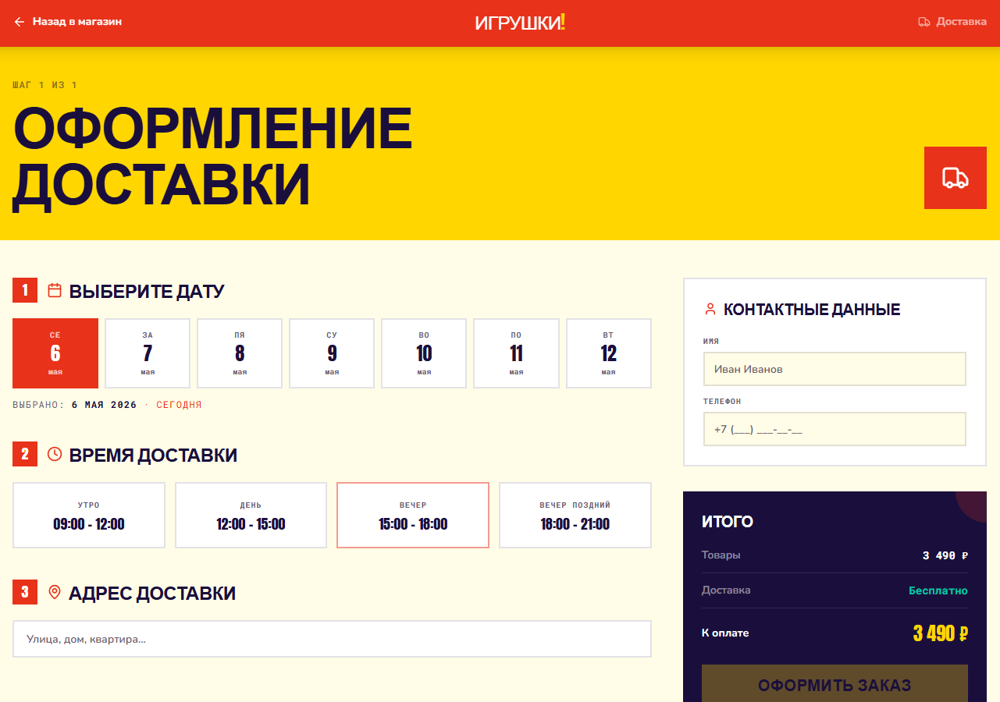 Назад в магазин
ИГРУШКИ!
Доставка
ШАГ 1 ИЗ 1
ОФОРМЛЕНИЕ
ДОСТАВКИ
1 ВЫБЕРИТЕ ДАТУ
СЕ ЗА ПЯ СУ ВО ПО ВТ
6 7 8 9 10 11 12
мая мая мая мая мая мая мая
ВЫБРАНО: 6 МАЯ 2026 · СЕГОДНЯ
2 ВРЕМЯ ДОСТАВКИ
УТРО ДЕНЬ ВЕЧЕР ВЕЧЕР ПОЗДНИЙ
09:00 - 12:00 12:00 - 15:00 15:00 - 18:00 18:00 - 21:00
3 АДРЕС ДОСТАВКИ
Улица, дом, квартира...
КОНТАКТНЫЕ ДАННЫЕ
ИМЯ
Иван Иванов
ТЕЛЕФОН
+7 (___) ___-__-__
ИТОГО
Товары 3 490 ₽
Доставка Бесплатно
К оплате 3 490 ₽
ОФОРМИТЬ ЗАКАЗ